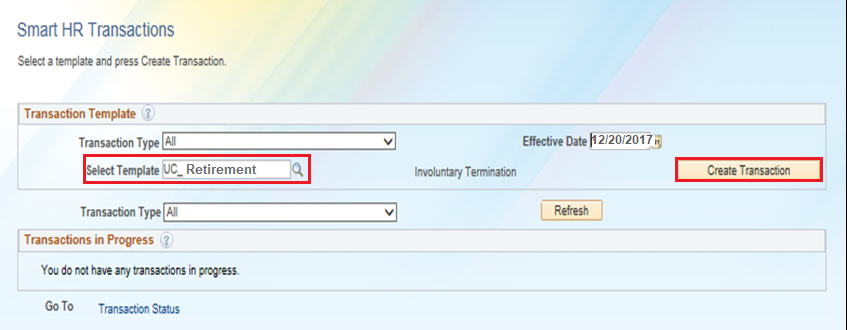 Smart HR Transactions
Select a template and press Create Transaction.
Transaction Template ?
Transaction Type All Effective Date 12/20/2017
Select Template UC_ Retirement Involuntary Termination Create Transaction
Transaction Type All Refresh
Transactions in Progress ?
You do not have any transactions in progress.
Go To Transaction Status